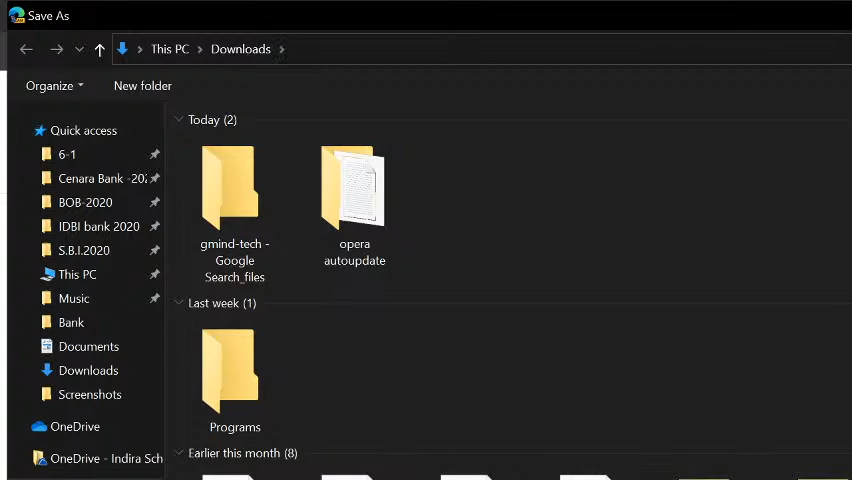 Save As
This PC > Downloads >
Organize
New folder
Quick access
6-1
Cenara Bank -202
BOB-2020
IDBI bank 2020
S.B.I.2020
This PC
Music
Bank
Documents
Downloads
Screenshots
OneDrive
OneDrive - Indira Sch
Today (2)
gmind-tech -
Google
Search_files
opera
autoupdate
Last week (1)
Programs
Earlier this month (8)